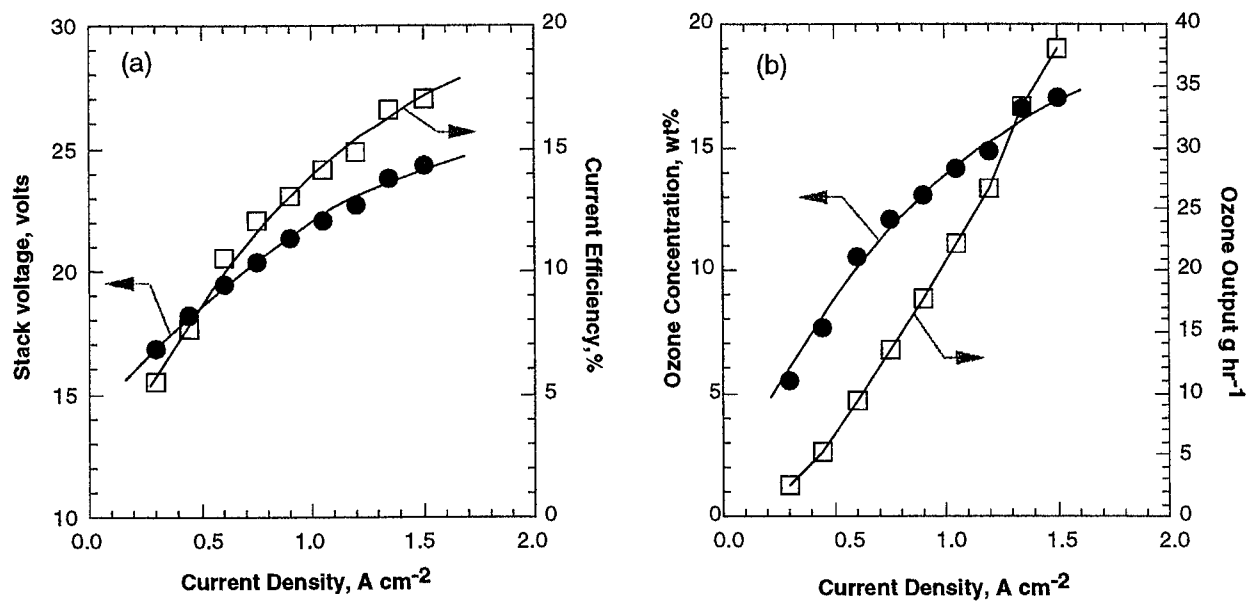 (a)
30
25
20
15
10
Stack voltage, volts
20
15
10
5
0
Current Efficiency, %
0.0 0.5 1.0 1.5 2.0
Current Density, A cm-2
(b)
20
15
10
5
0
Ozone Concentration, wt%
40
35
30
25
20
15
10
5
0
Ozone Output g hr-1
0.0 0.5 1.0 1.5 2.0
Current Density, A cm-2